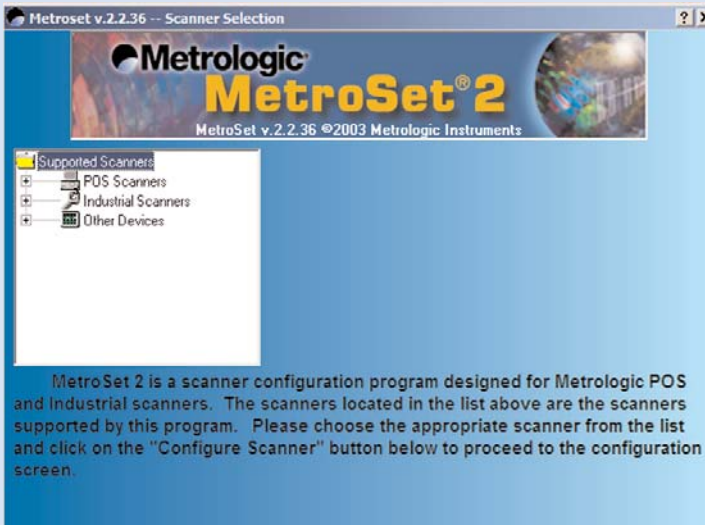 Metroset v.2.2.36 -- Scanner Selection
Metrologic
MetroSet® 2
MetroSet v.2.2.36 ©2003 Metrologic Instruments
Supported Scanners
POS Scanners
Industrial Scanners
Other Devices
MetroSet 2 is a scanner configuration program designed for Metrologic POS
and Industrial scanners. The scanners located in the list above are the scanners
supported by this program. Please choose the appropriate scanner from the list
and click on the "Configure Scanner" button below to proceed to the configuration
screen.